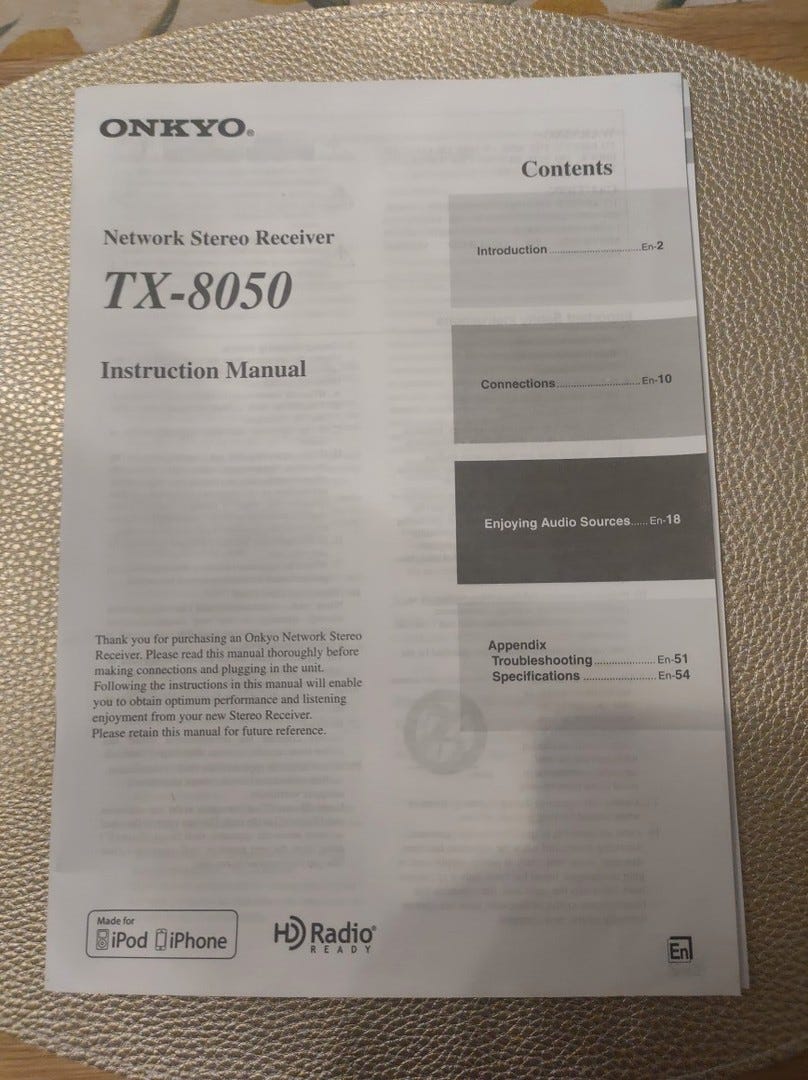 ONKYO®
Network Stereo Receiver
TX-8050
Instruction Manual
Thank you for purchasing an Onkyo Network Stereo
Receiver. Please read this manual thoroughly before
making connections and plugging in the unit.
Following the instructions in this manual will enable
you to obtain optimum performance and listening
enjoyment from your new Stereo Receiver.
Please retain this manual for future reference.
Contents
Introduction..............................En-2
Connections............................En-10
Enjoying Audio Sources......En-18
Appendix
Troubleshooting.....................En-51
Specifications.........................En-54
Made for
iPod iPhone
HD Radio®
READY
En